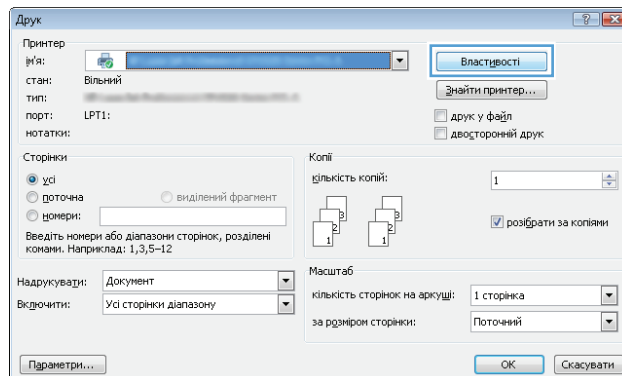 Друк
Принтер
ім'я:
Властивості
стан: Вільний
тип:
Знайти принтер...
порт: LPT1:
друк у файл
нотатки:
двосторонній друк
Сторінки
усі
поточна
виділений фрагмент
номери:
Введіть номери або діапазони сторінок, розділені
комами. Наприклад: 1,3,5–12
Копії
кількість копій: 1
розібрати за копіями
Надрукувати: Документ
Включити: Усі сторінки діапазону
Масштаб
кількість сторінок на аркуші: 1 сторінка
за розміром сторінки: Поточний
Параметри...
OK
Скасувати